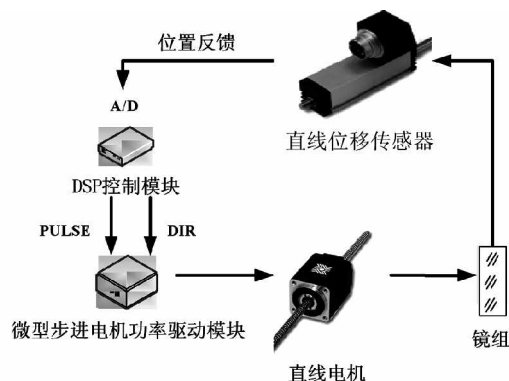 位置反馈
A/D
直线位移传感器
DSP控制模块
PULSE
DIR
微型步进电机功率驱动模块
镜组
直线电机